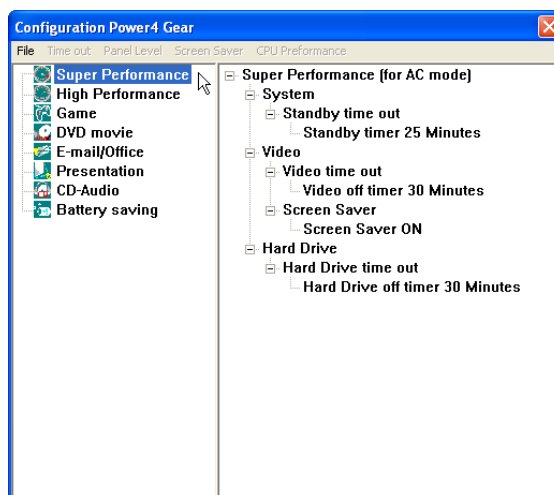 Configuration Power4 Gear
File Time out Panel Level Screen Saver CPU Preformance
Super Performance
High Performance
Game
DVD movie
E-mail/Office
Presentation
CD-Audio
Battery saving
Super Performance (for AC mode)
System
Standby time out
Standby timer 25 Minutes
Video
Video time out
Video off timer 30 Minutes
Screen Saver
Screen Saver ON
Hard Drive
Hard Drive time out
Hard Drive off timer 30 Minutes